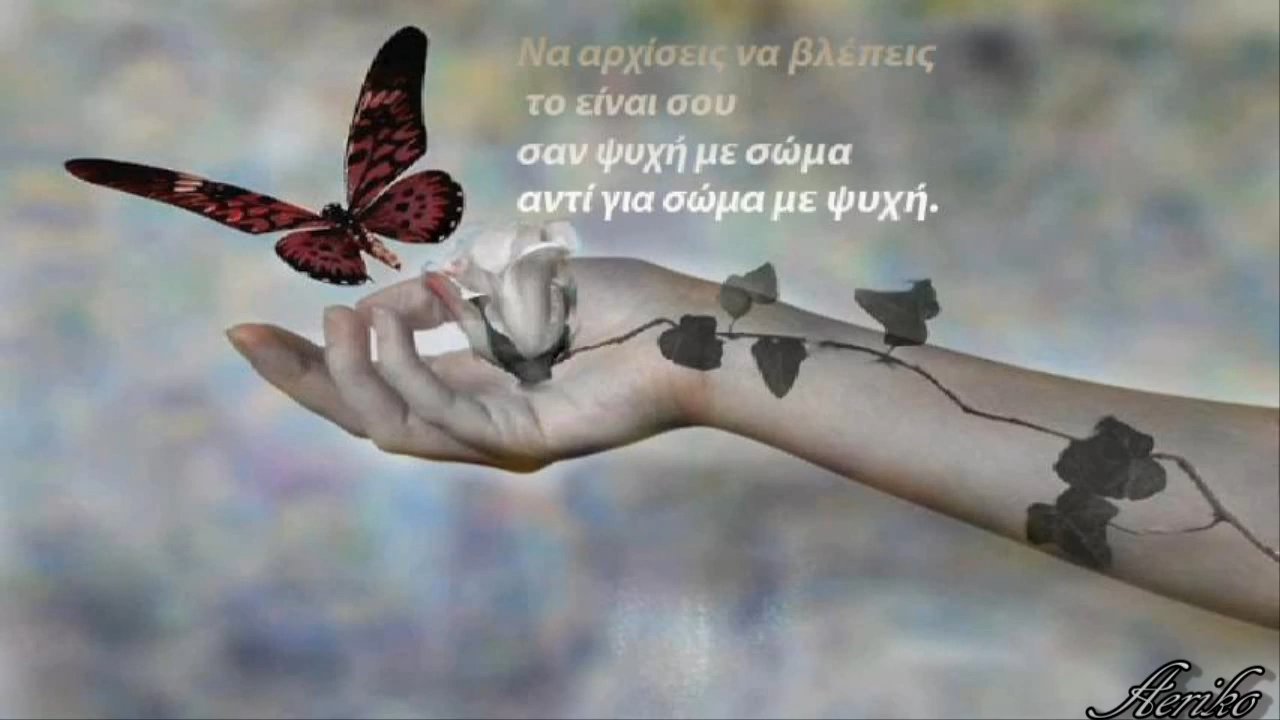 Να αρχίσεις να βλέπεις
το είναι σου
σαν ψυχή με σώμα
αντί για σώμα με ψυχή.
Aeriko